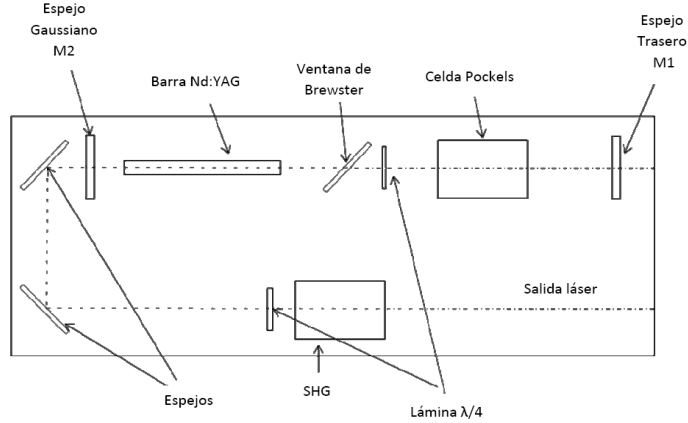 Espejo
Gaussiano
M2
Barra Nd:YAG
Ventana de
Brewster
Celda Pockels
Espejo
Trasero
M1
Salida láser
Espejos
SHG
Lámina λ/4